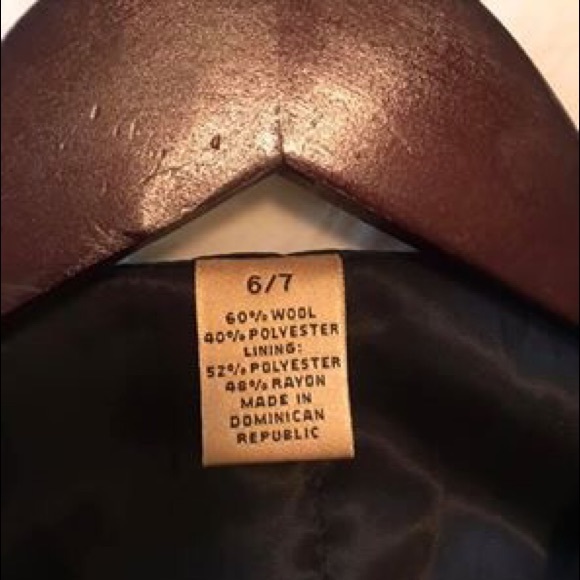 6/7
60% WOOL
40% POLYESTER
LINING:
52% POLYESTER
48% RAYON
MADE IN
DOMINICAN
REPUBLIC